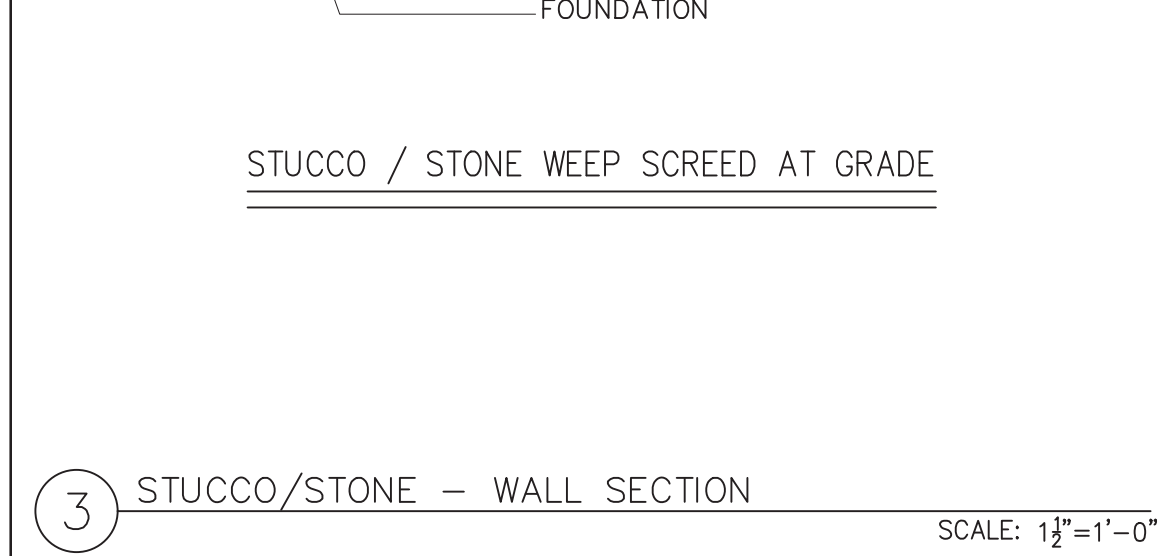 FOUNDATION
STUCCO / STONE WEEP SCREED AT GRADE
3 STUCCO/STONE – WALL SECTION
SCALE: 1½"=1'–0"